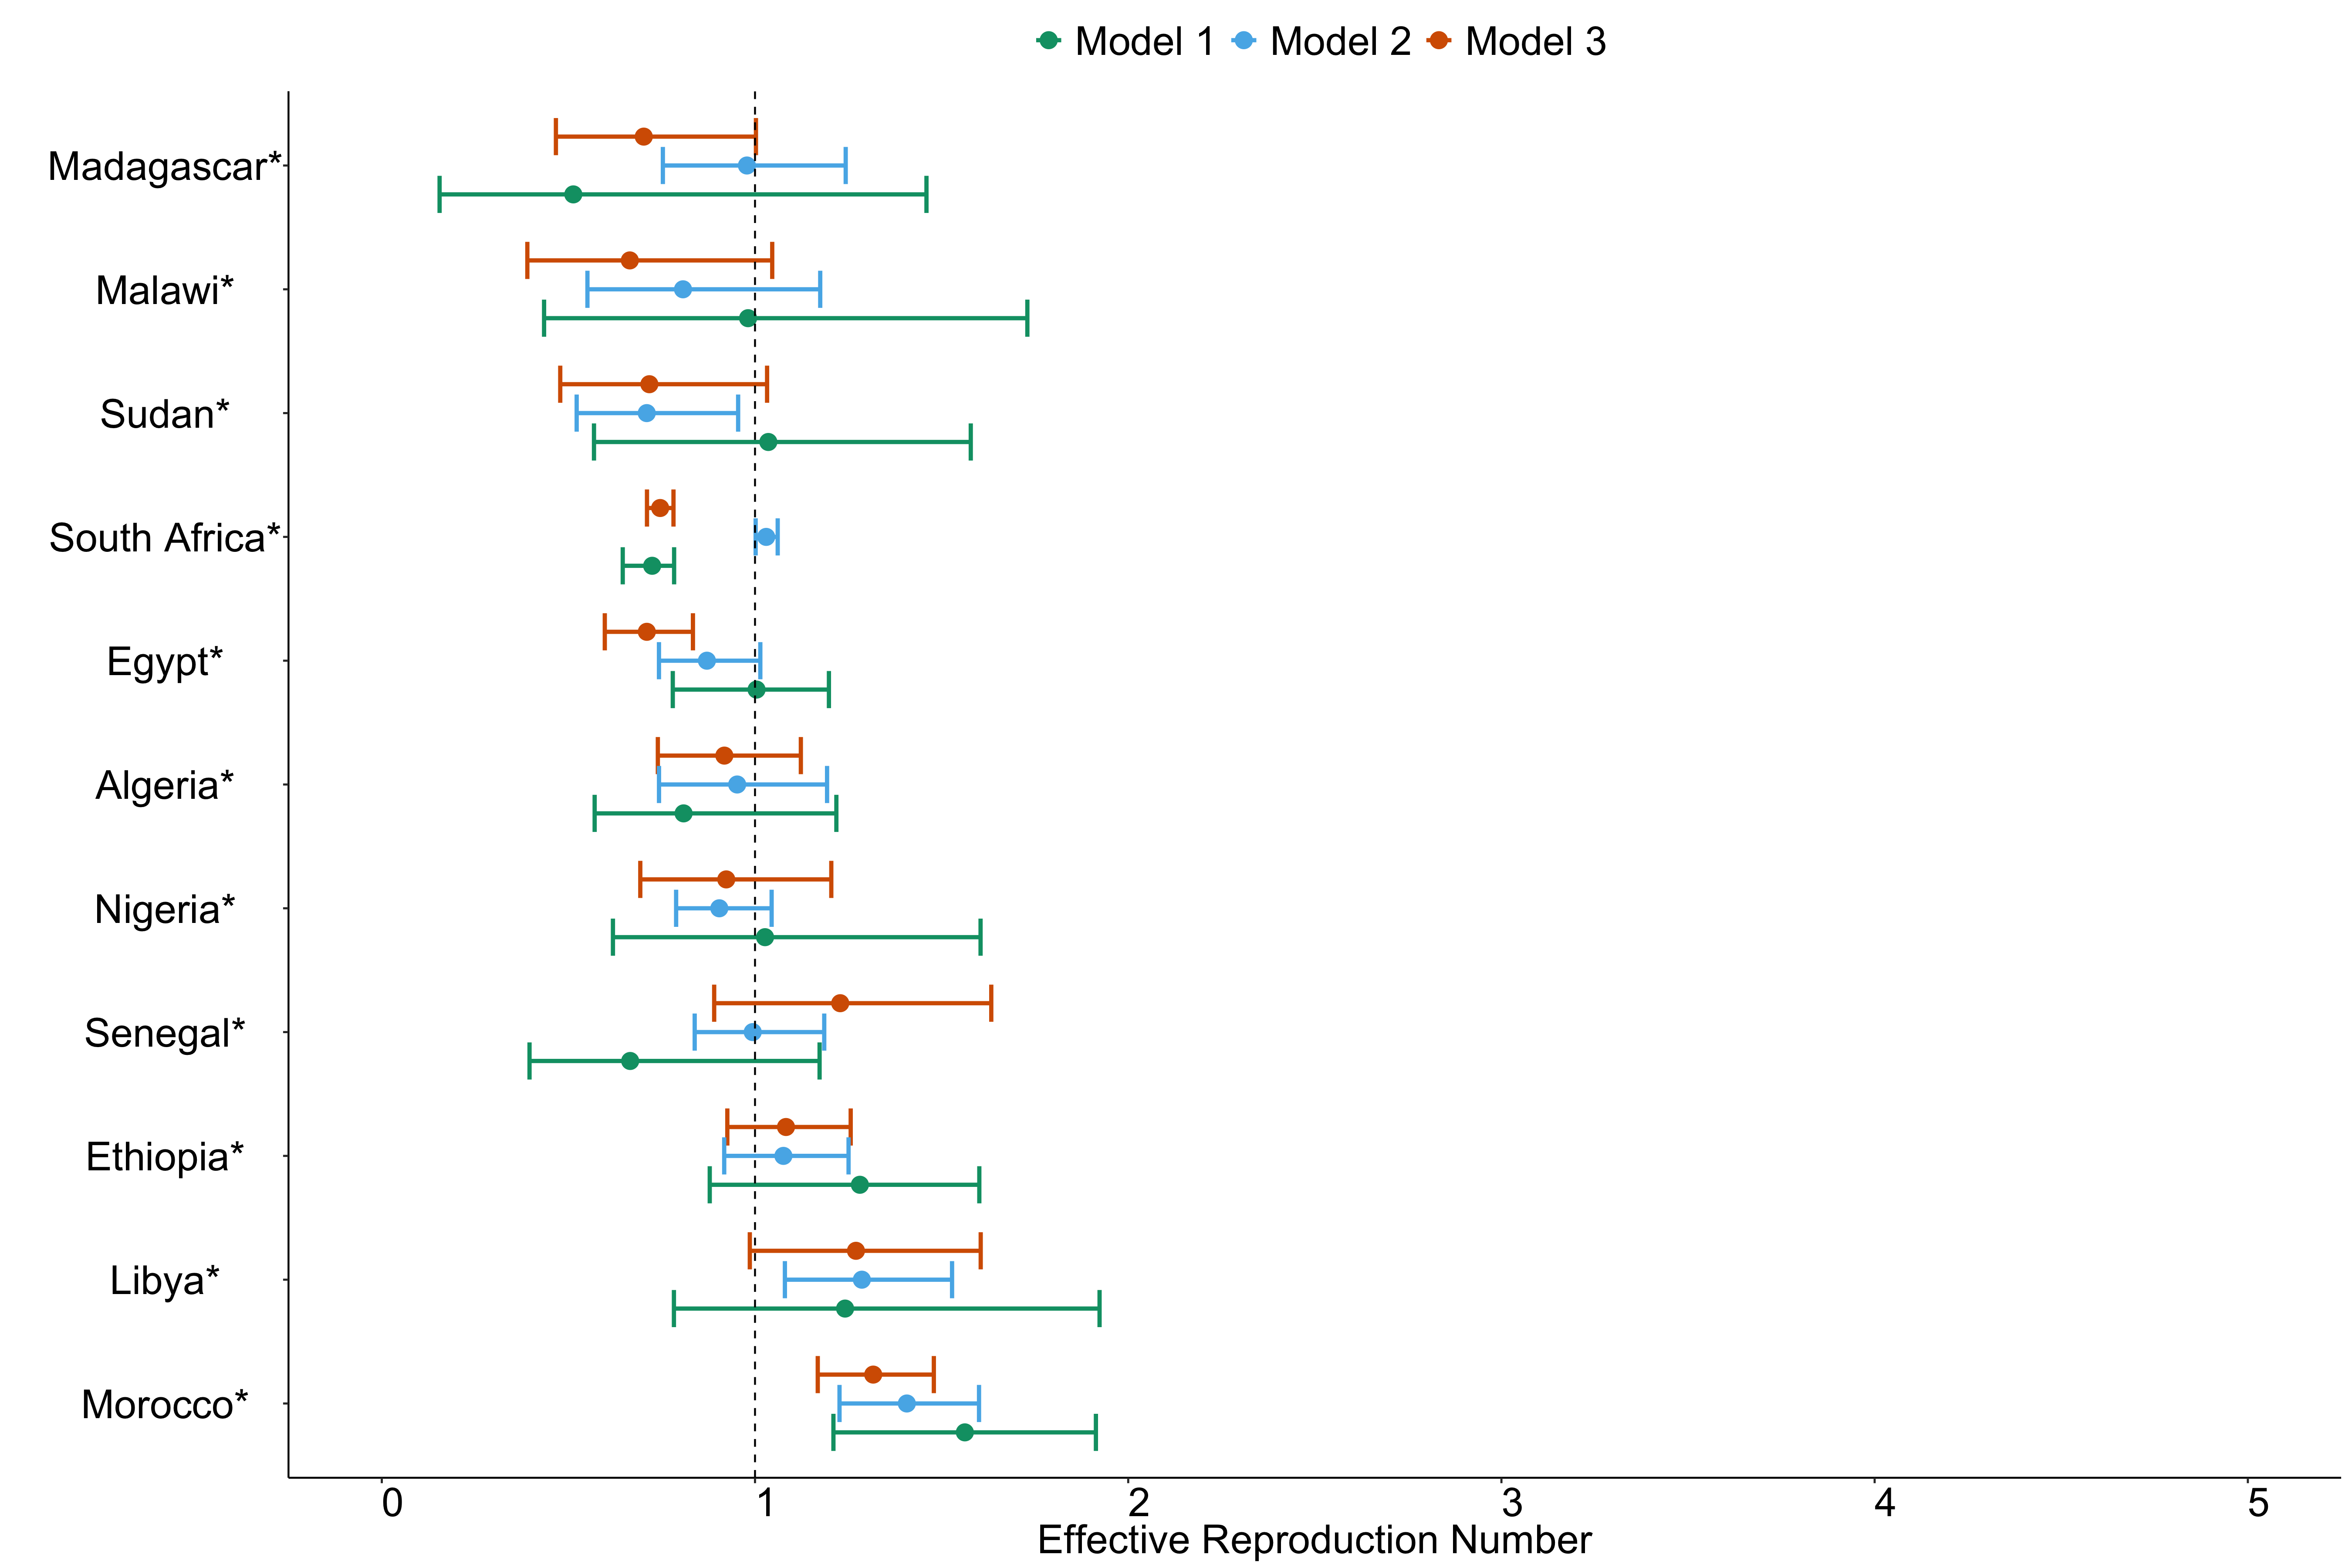 Model 1 Model 2 Model 3
Madagascar*
Malawi*
Sudan*
South Africa*
Egypt*
Algeria*
Nigeria*
Senegal*
Ethiopia*
Libya*
Morocco*
0 1 2 3 4 5
Effective Reproduction Number